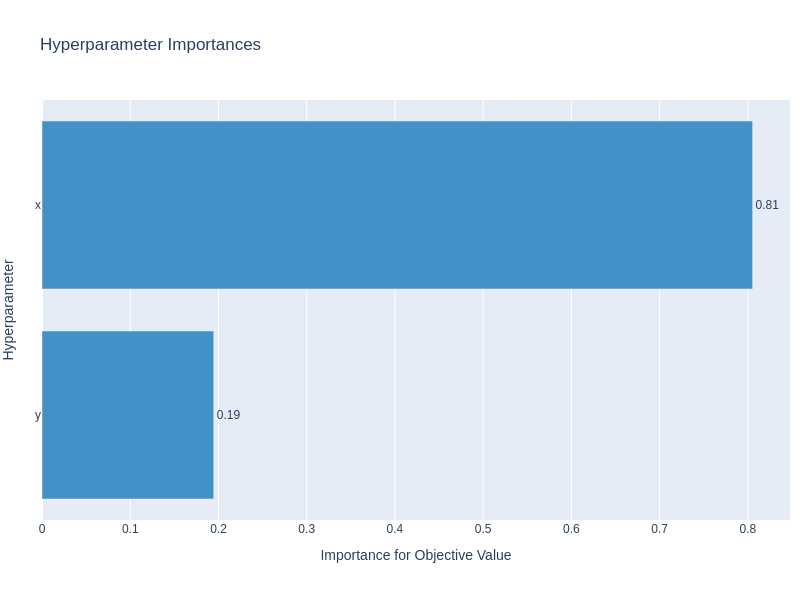 Hyperparameter Importances
Hyperparameter
x
0.81
y
0.19
0 0.1 0.2 0.3 0.4 0.5 0.6 0.7 0.8
Importance for Objective Value